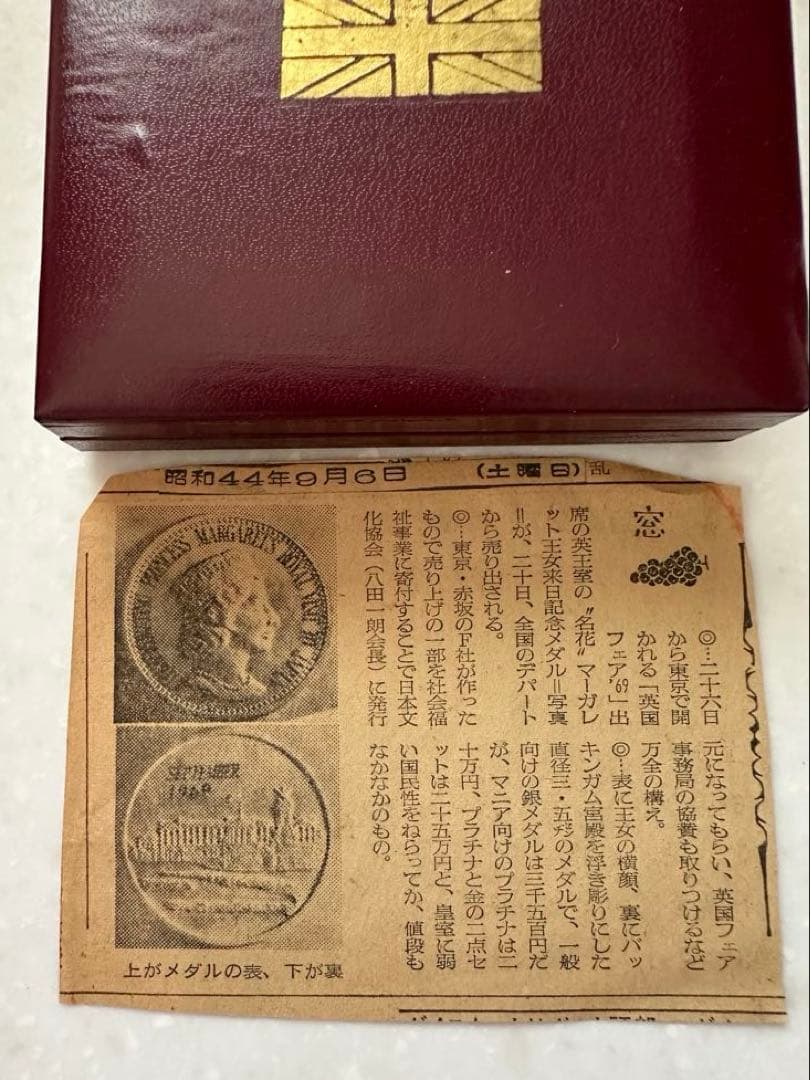 昭和44年9月6日 (土曜日) 乱
窓
◎…二十六日
から東京で開
かれる「英国
フェア'69」出
席の英王室の〝名花〟マーガレ
ット王女来日記念メダル=写真
=が、二十日、全国のデパート
から売り出される。
◎…東京・赤坂のF社が作った
もので売り上げの一部を社会福
祉事業に寄付することで日本文
化協会（八田一朗会長）に発行
元になってもらい、英国フェア
事務局の協賛も取りつけるなど
万全の構え。
◎…表に王女の横顔、裏にバッ
キンガム宮殿を浮き彫りにした
直径三・五㌢のメダルで、一般
向けの銀メダルは三千五百円だ
が、マニア向けのプラチナは二
十万円、プラチナと金の二点セ
ットは二十五万円と、皇室に弱
い国民性をねらってか、値段も
なかなかのもの。
PRINCESS MARGARET'S ROYAL VISIT TO JAPAN
SEPTEMBER
1969
上がメダルの表、下が裏